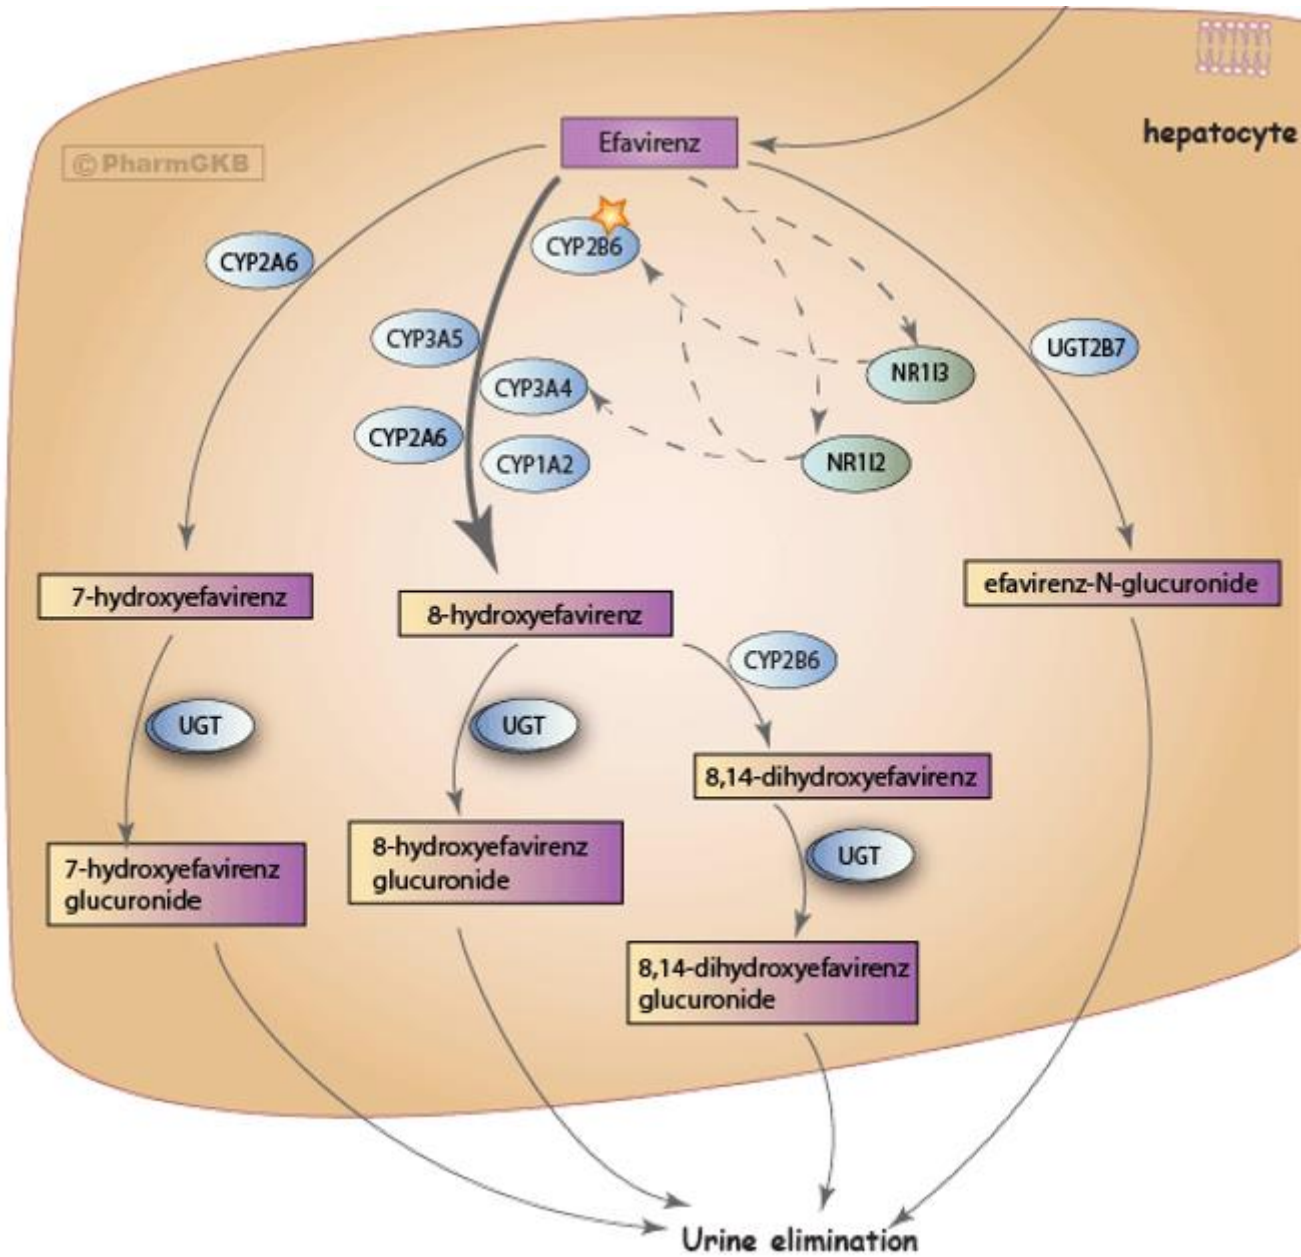 Efavirenz
hepatocyte
©PharmGKB
CYP2B6
CYP2A6
CYP3A5
UGT2B7
NR1I3
CYP3A4
CYP2A6
CYP1A2
NR1I2
7-hydroxyefavirenz
8-hydroxyefavirenz
efavirenz-N-glucuronide
CYP2B6
UGT
UGT
8,14-dihydroxyefavirenz
7-hydroxyefavirenz
glucuronide
8-hydroxyefavirenz
glucuronide
UGT
8,14-dihydroxyefavirenz
glucuronide
Urine elimination